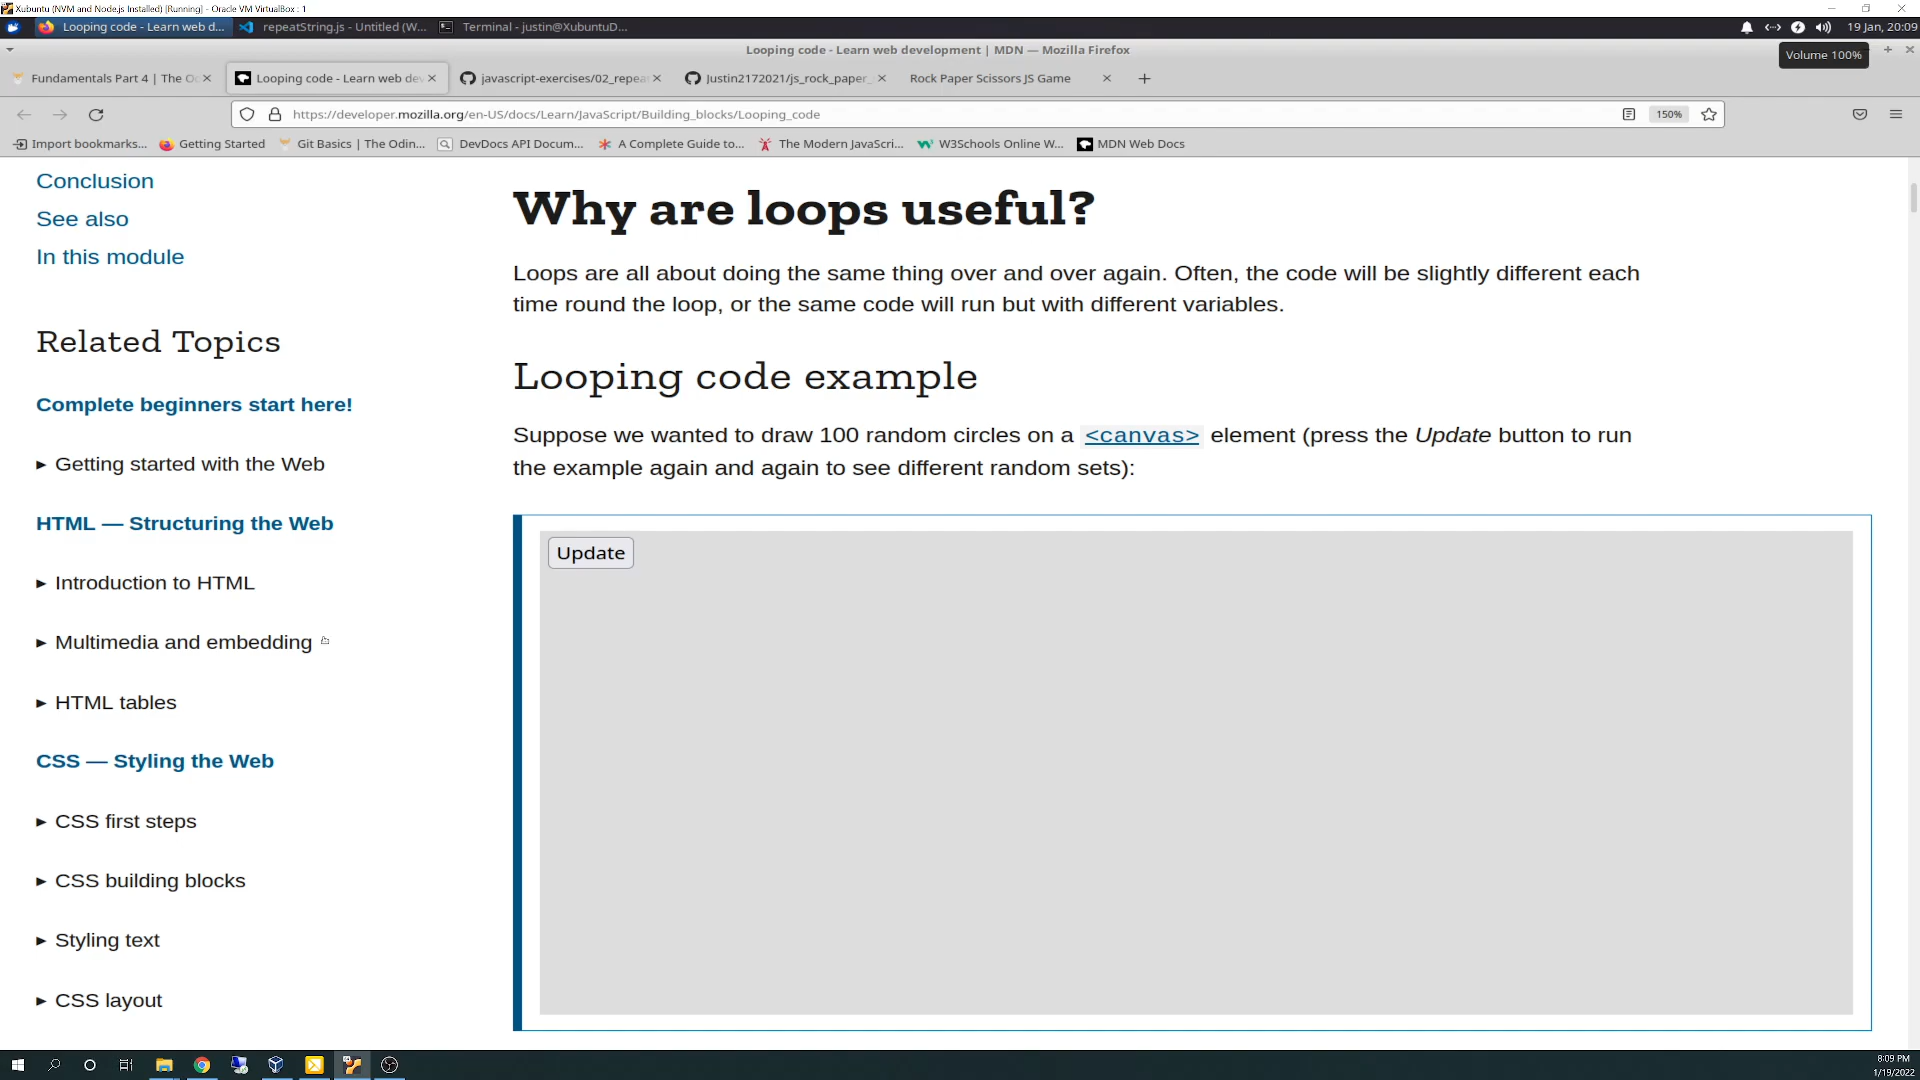 Xubuntu (NVM and Node.js Installed) [Running] - Oracle VM VirtualBox : 1
Looping code - Learn web d...
repeatString.js - Untitled (W...
Terminal - justin@XubuntuD...
19 Jan, 20:09
Looping code - Learn web development | MDN — Mozilla Firefox
Volume 100%
Fundamentals Part 4 | The O
Looping code - Learn web dev
javascript-exercises/02_repea
Justin2172021/js_rock_paper_
Rock Paper Scissors JS Game
https://developer.mozilla.org/en-US/docs/Learn/JavaScript/Building_blocks/Looping_code
150%
Import bookmarks...
Getting Started
Git Basics | The Odin...
DevDocs API Docum...
A Complete Guide to...
The Modern JavaScri...
W3Schools Online W...
MDN Web Docs
Conclusion
See also
In this module
Related Topics
Complete beginners start here!
Getting started with the Web
HTML — Structuring the Web
Introduction to HTML
Multimedia and embedding
HTML tables
CSS — Styling the Web
CSS first steps
CSS building blocks
Styling text
CSS layout
Why are loops useful?
Loops are all about doing the same thing over and over again. Often, the code will be slightly different each
time round the loop, or the same code will run but with different variables.
Looping code example
Suppose we wanted to draw 100 random circles on a <canvas> element (press the Update button to run
the example again and again to see different random sets):
Update
8:09 PM
1/19/2022